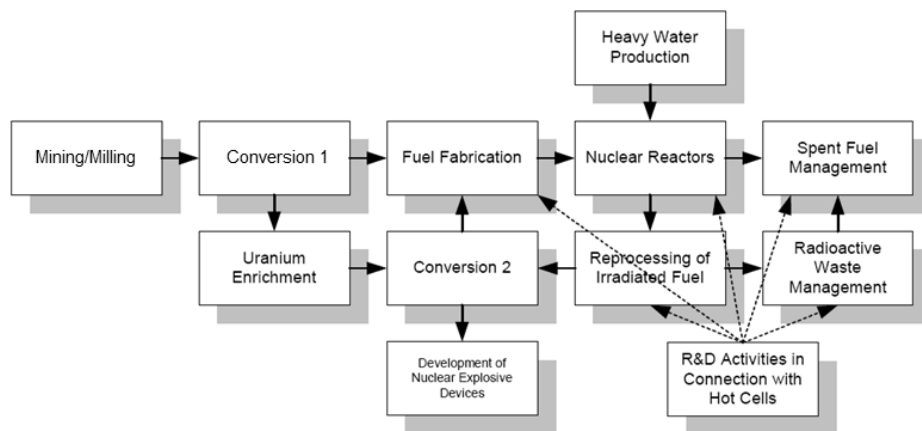 Heavy Water
Production
Mining/Milling
Conversion 1
Fuel Fabrication
Nuclear Reactors
Spent Fuel
Management
Uranium
Enrichment
Conversion 2
Reprocessing of
Irradiated Fuel
Radioactive
Waste
Management
Development of
Nuclear Explosive
Devices
R&D Activities in
Connection with
Hot Cells